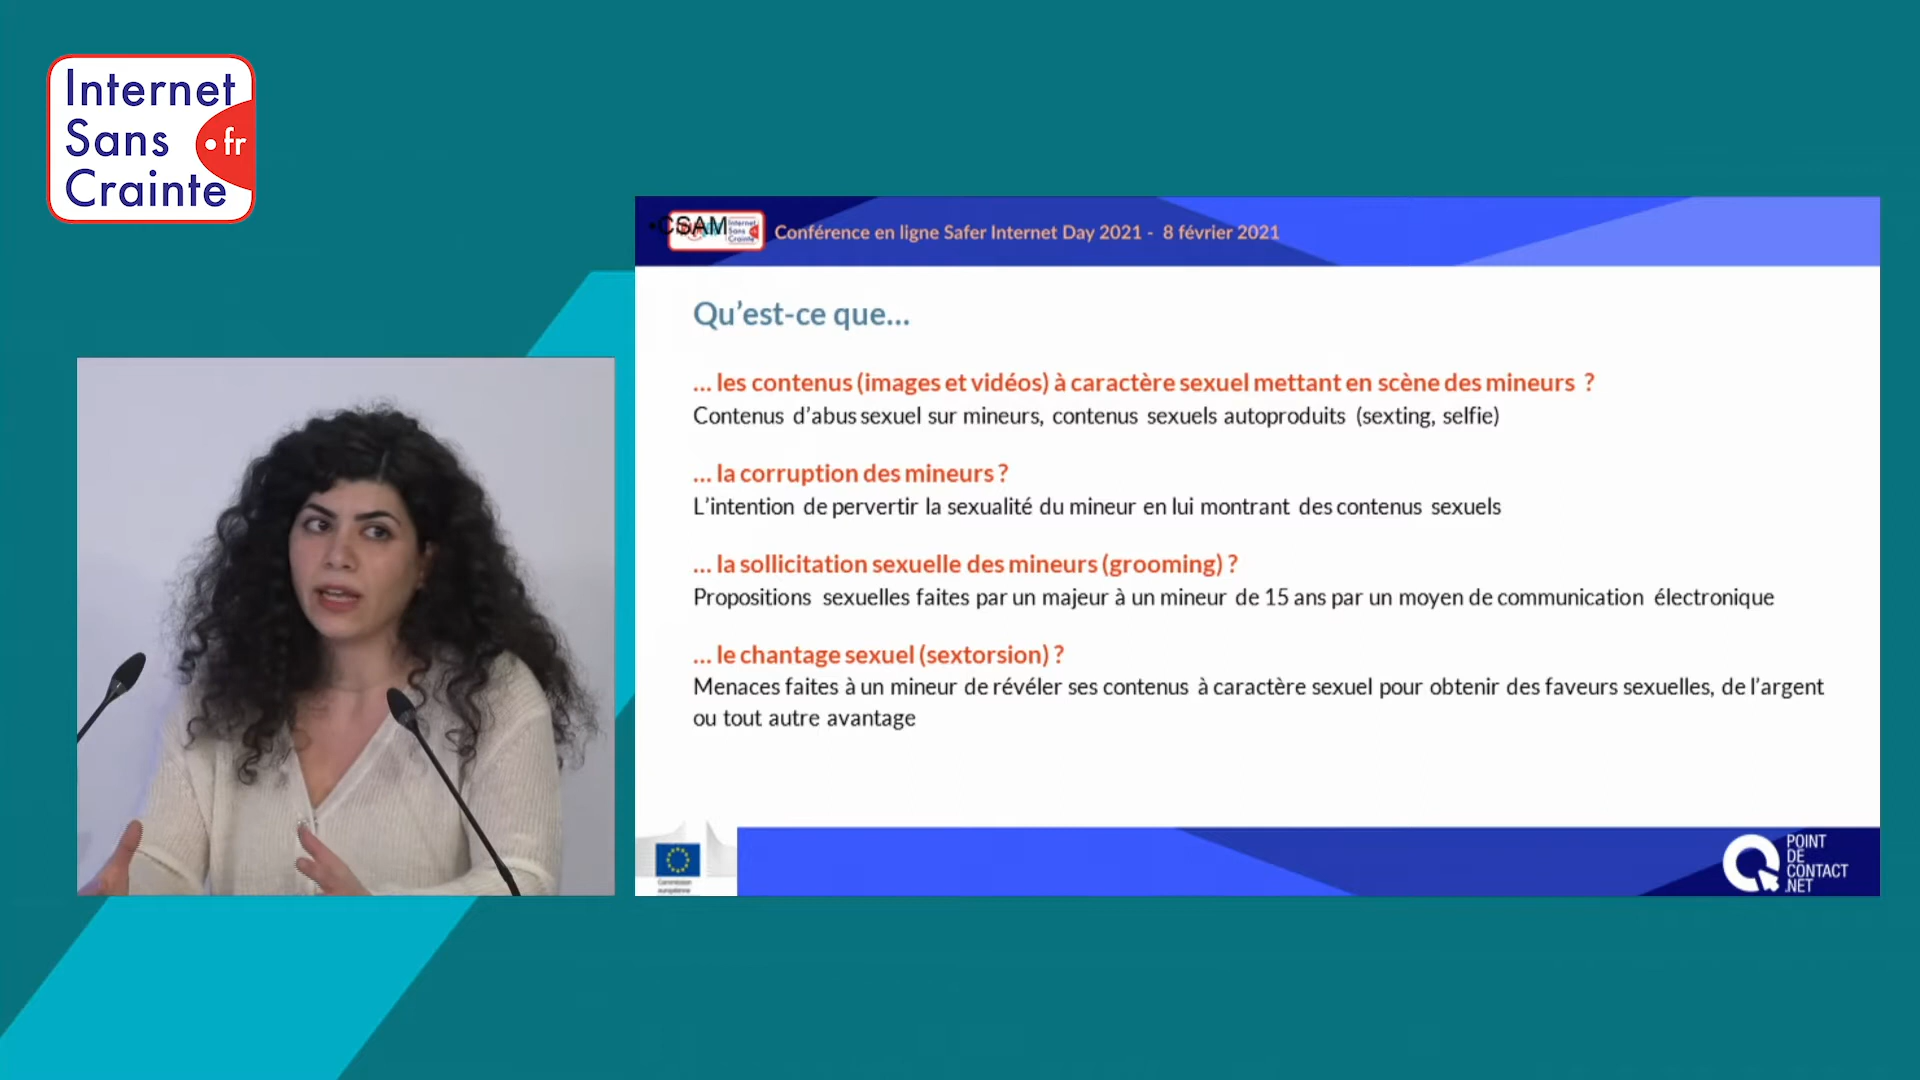 Internet
Sans
.fr
Crainte
•CSAM
Internet
Sans
Crainte
Conférence en ligne Safer Internet Day 2021 - 8 février 2021
Qu’est-ce que...
... les contenus (images et vidéos) à caractère sexuel mettant en scène des mineurs ?
Contenus d’abus sexuel sur mineurs, contenus sexuels autoproduits (sexting, selfie)
... la corruption des mineurs ?
L’intention de pervertir la sexualité du mineur en lui montrant des contenus sexuels
... la sollicitation sexuelle des mineurs (grooming) ?
Propositions sexuelles faites par un majeur à un mineur de 15 ans par un moyen de communication électronique
... le chantage sexuel (sextorsion) ?
Menaces faites à un mineur de révéler ses contenus à caractère sexuel pour obtenir des faveurs sexuelles, de l’argent
ou tout autre avantage
Commission
européenne
POINT
DE
CONTACT
.NET